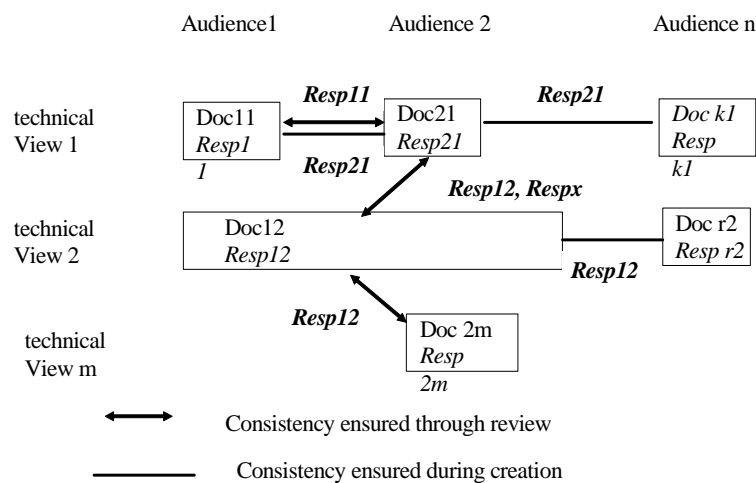 Audience1
Audience 2
Audience n
technical
View 1
Doc11
Resp1
1
Resp11
Resp21
Doc21
Resp21
Resp21
Doc k1
Resp
k1
Resp12, Respx
technical
View 2
Doc12
Resp12
Resp12
Doc r2
Resp r2
technical
View m
Resp12
Doc 2m
Resp
2m
Consistency ensured through review
Consistency ensured during creation